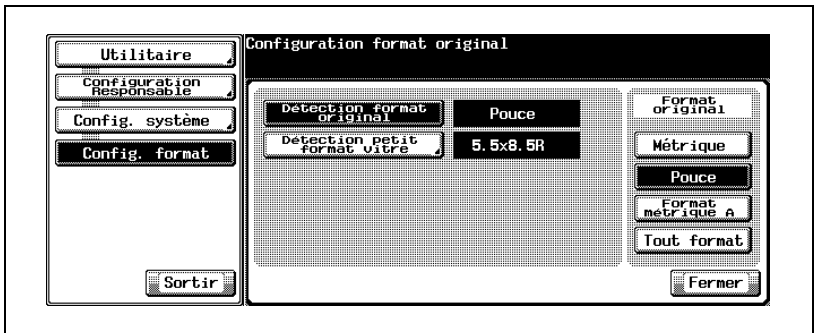 Utilitaire
Configuration
Responsable
Config. système
Config. format
Sortir
Configuration format original
Détection format
original
Pouce
Détection petit
format vitre
5.5x8.5R
Format
original
Métrique
Pouce
Format
métrique A
Tout format
Fermer